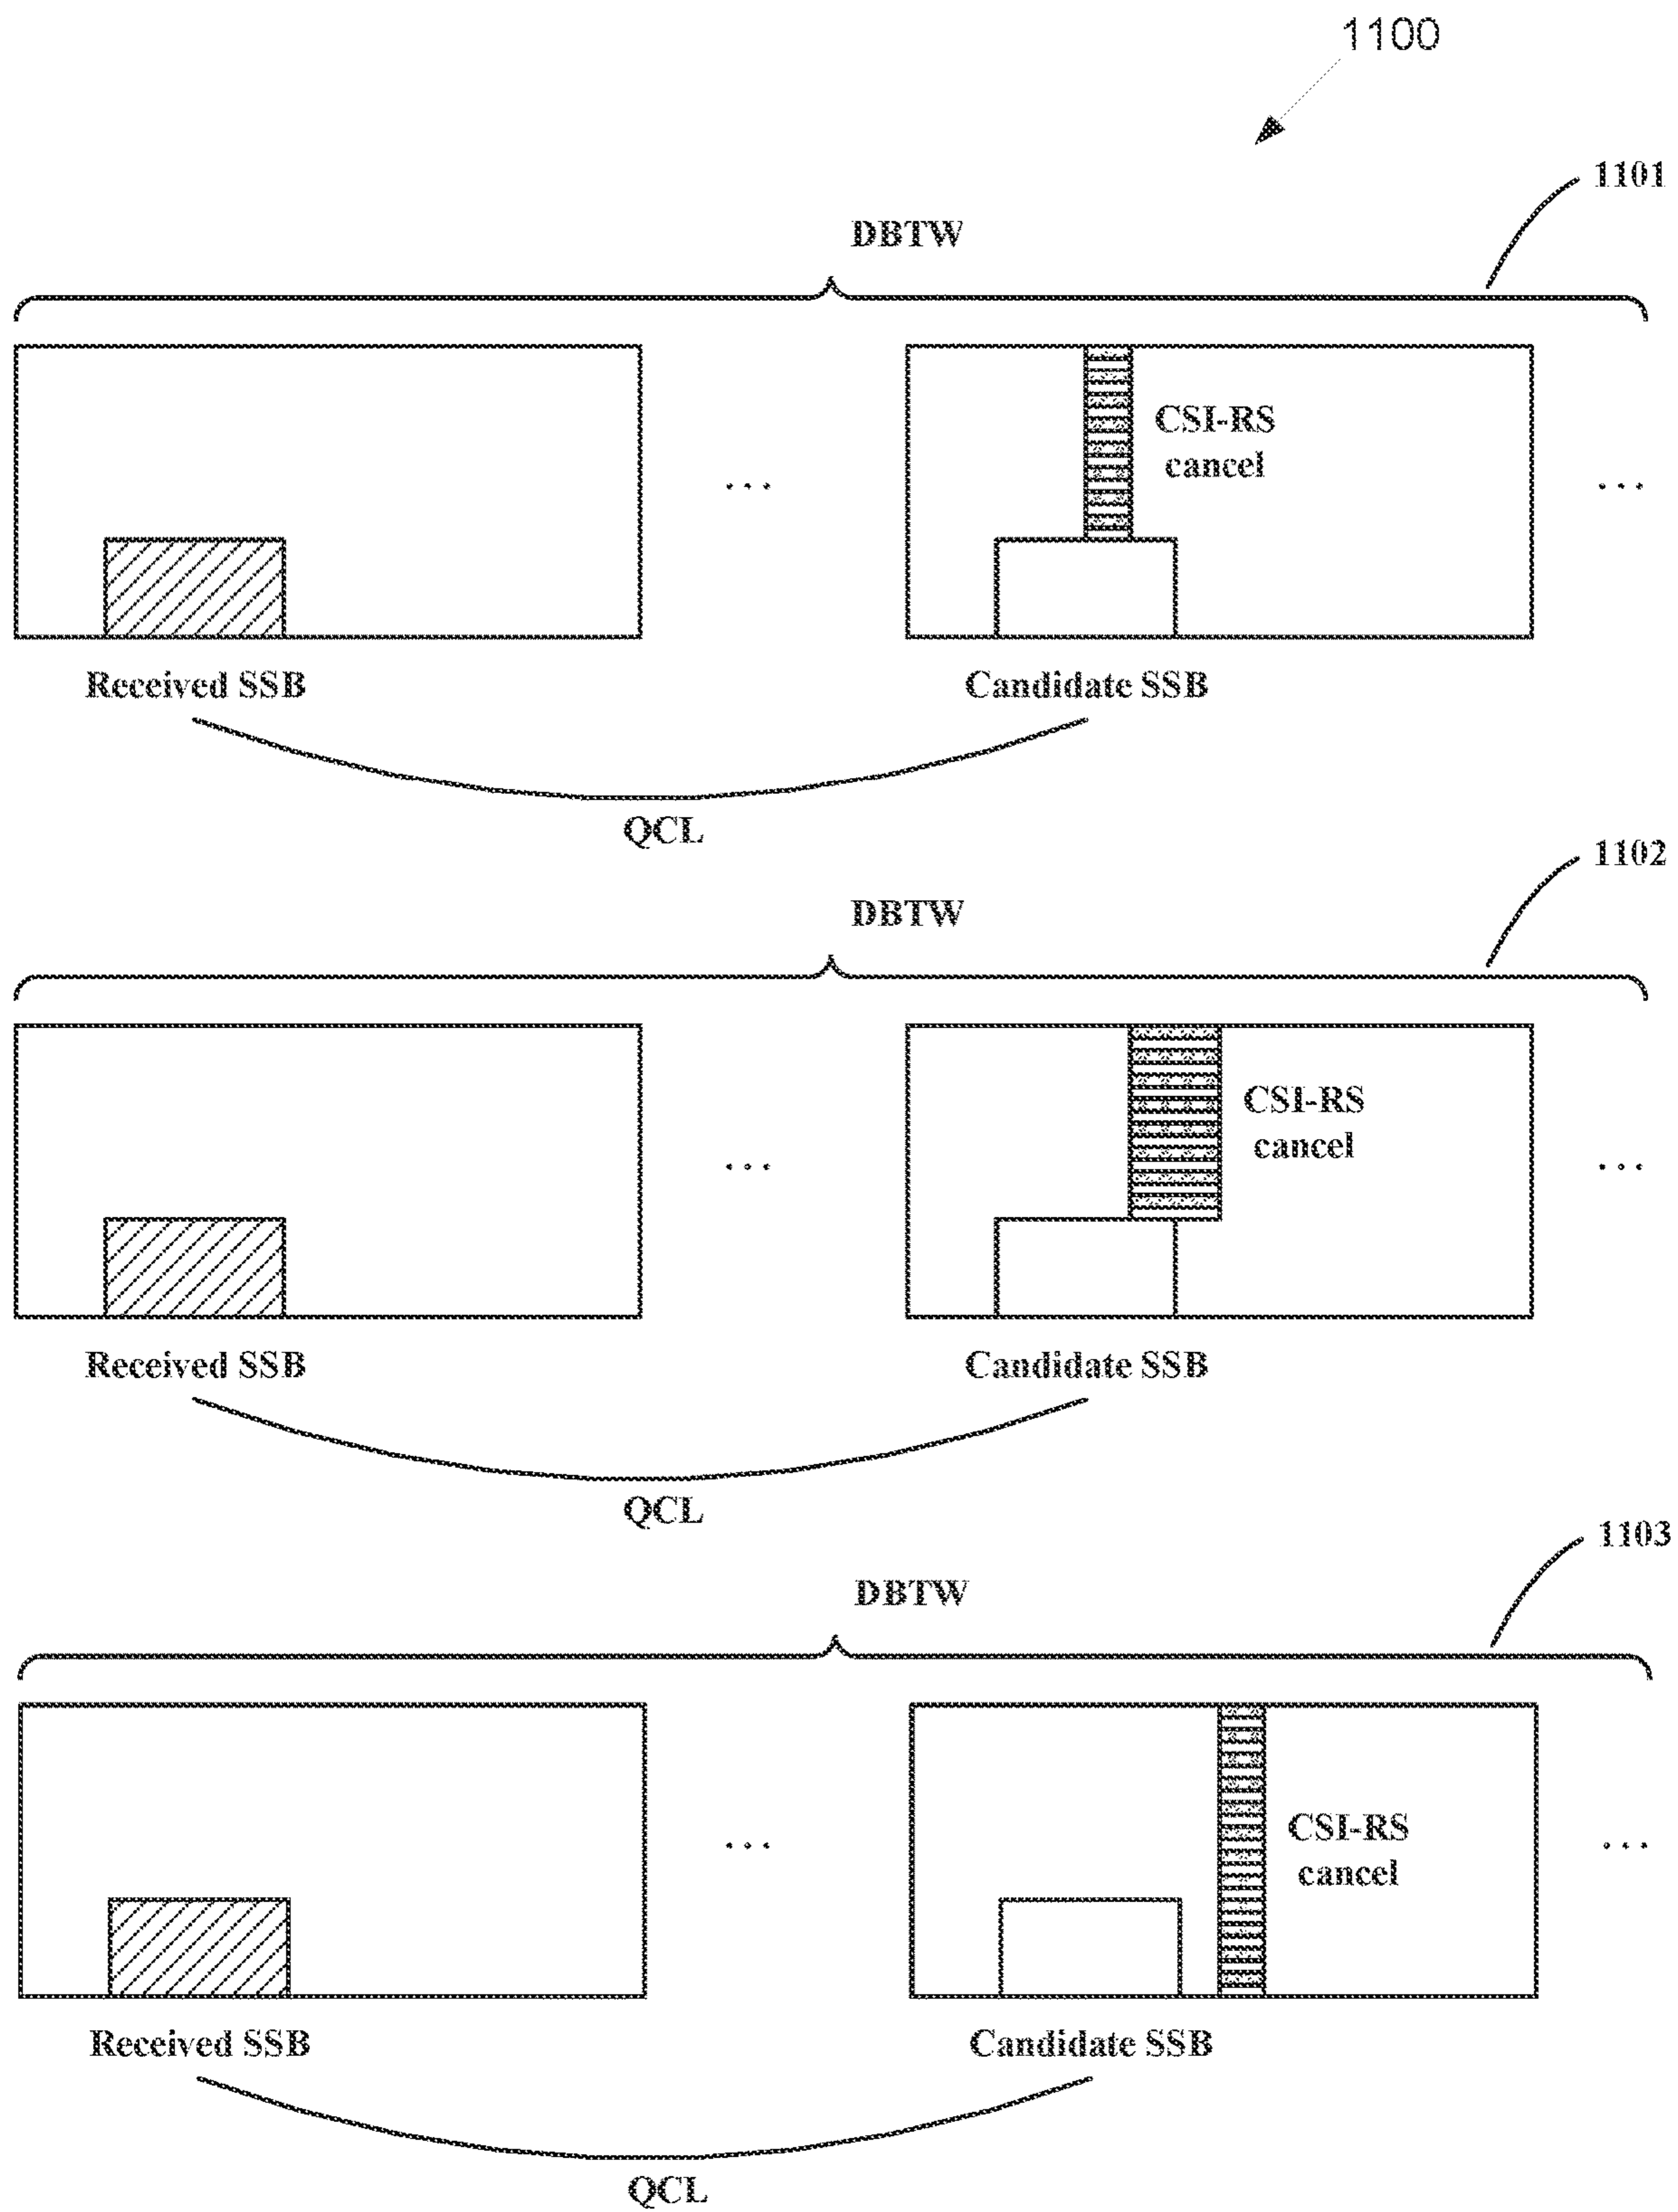 1100
1101
DBTW
CSI-RS
cancel
...
...
Received SSB
Candidate SSB
QCL
1102
DBTW
CSI-RS
cancel
...
...
Received SSB
Candidate SSB
QCL
1103
DBTW
CSI-RS
cancel
...
...
Received SSB
Candidate SSB
QCL